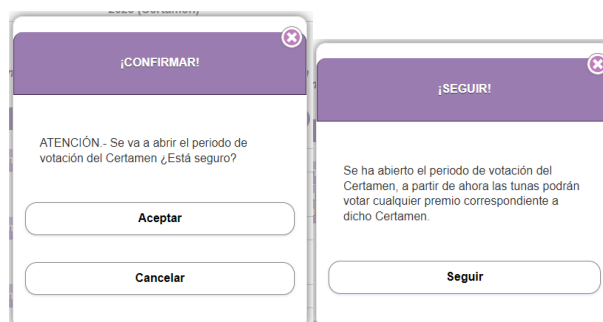 2025 (Certamen)
¡CONFIRMAR!
ATENCIÓN.- Se va a abrir el periodo de
votación del Certamen ¿Está seguro?
Aceptar
Cancelar
¡SEGUIR!
Se ha abierto el periodo de votación del
Certamen, a partir de ahora las tunas podrán
votar cualquier premio correspondiente a
dicho Certamen.
Seguir